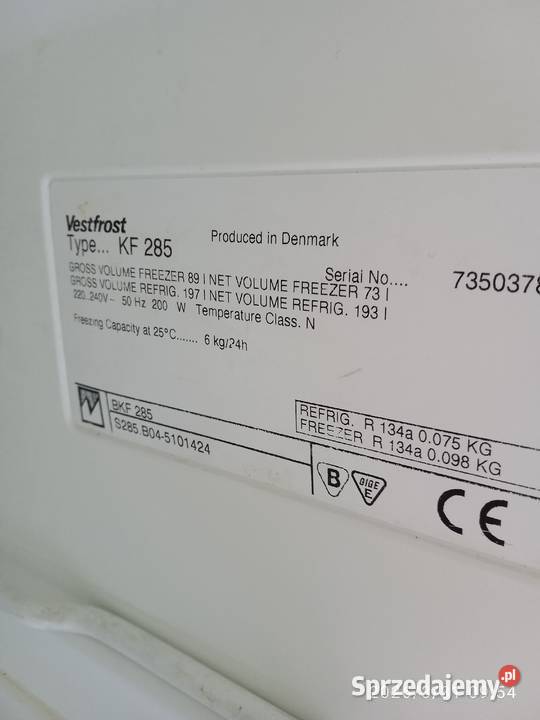 Vestfrost
Type... KF 285
Produced in Denmark
Serial No.... 7350378
GROSS VOLUME FREEZER 89 l NET VOLUME FREEZER 73 l
GROSS VOLUME REFRIG. 197 l NET VOLUME REFRIG. 193 l
220..240V~ 50 Hz 200 W Temperature Class. N
Freezing Capacity at 25°C....... 6 kg/24h
BKF 285
S285.B04-5101424
REFRIG. R 134a 0.075 KG
FREEZER R 134a 0.098 KG
B
E
CE
Sprzedajemy.pl